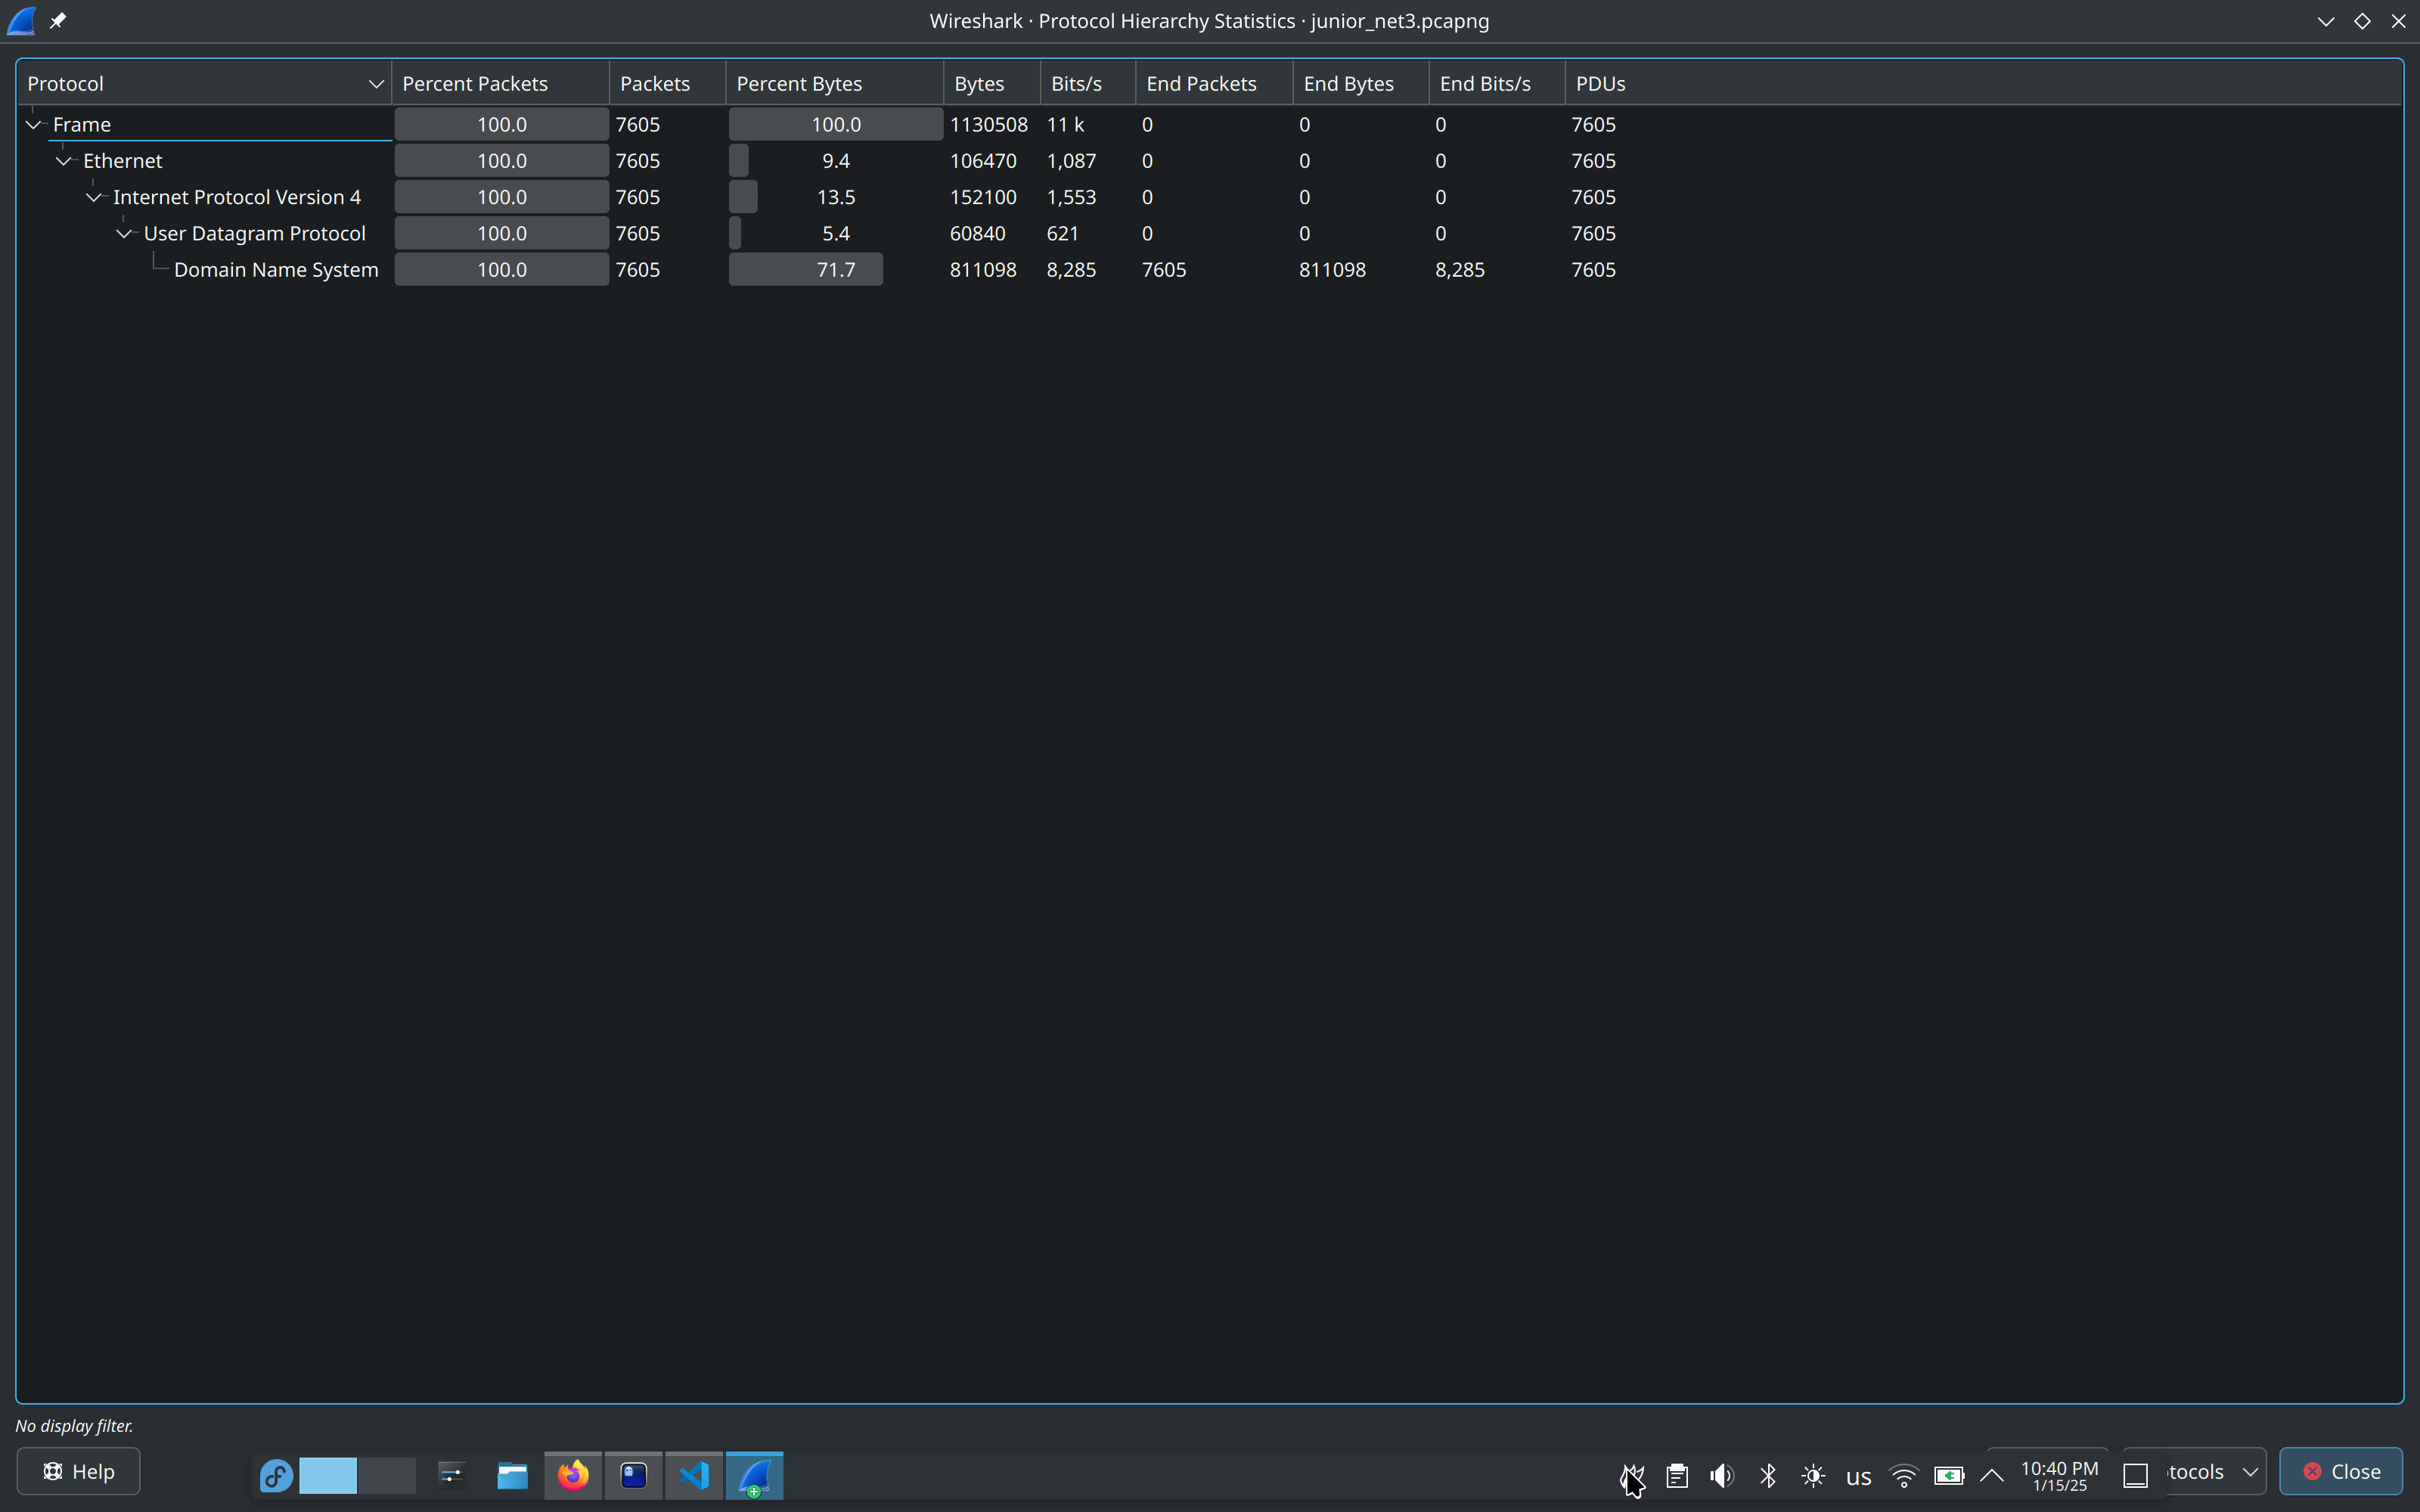 Wireshark · Protocol Hierarchy Statistics · junior_net3.pcapng
Protocol Percent Packets Packets Percent Bytes Bytes Bits/s End Packets End Bytes End Bits/s PDUs
Frame 100.0 7605 100.0 1130508 11 k 0 0 0 7605
Ethernet 100.0 7605 9.4 106470 1,087 0 0 0 7605
Internet Protocol Version 4 100.0 7605 13.5 152100 1,553 0 0 0 7605
User Datagram Protocol 100.0 7605 5.4 60840 621 0 0 0 7605
Domain Name System 100.0 7605 71.7 811098 8,285 7605 811098 8,285 7605
No display filter.
Help us 10:40 PM tocols Close
1/15/25